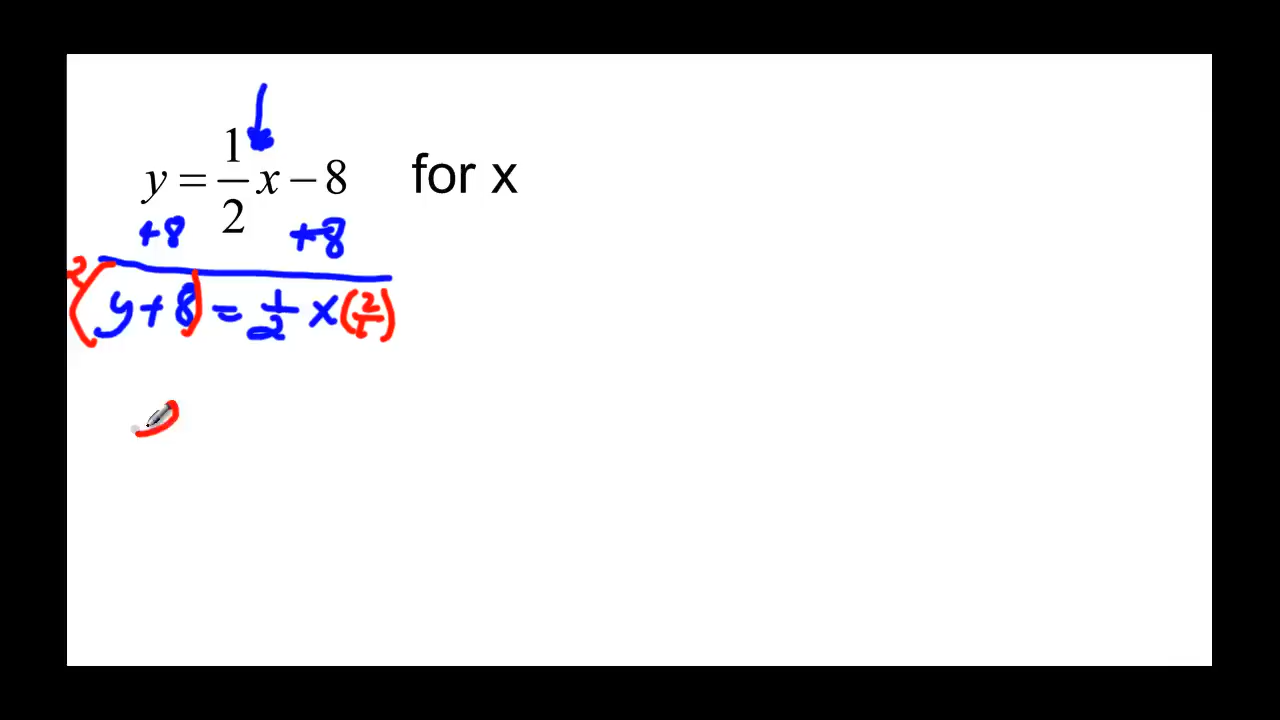 y = 1/2 x − 8 for x
+8 +8
2(y + 8) = 1/2 x (2/1)